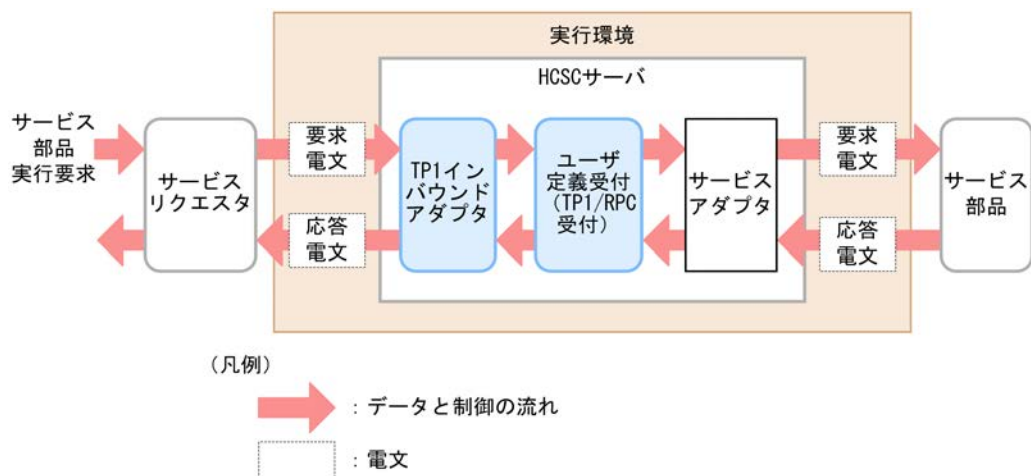 実行環境
HCSCサーバ
サービス
部品
実行要求
サービス
リクエスタ
要求
電文
TP1イン
バウンド
アダプタ
ユーザ
定義受付
(TP1/RPC
受付)
サービス
アダプタ
要求
電文
サービス
部品
応答
電文
応答
電文
(凡例)
：データと制御の流れ
：電文